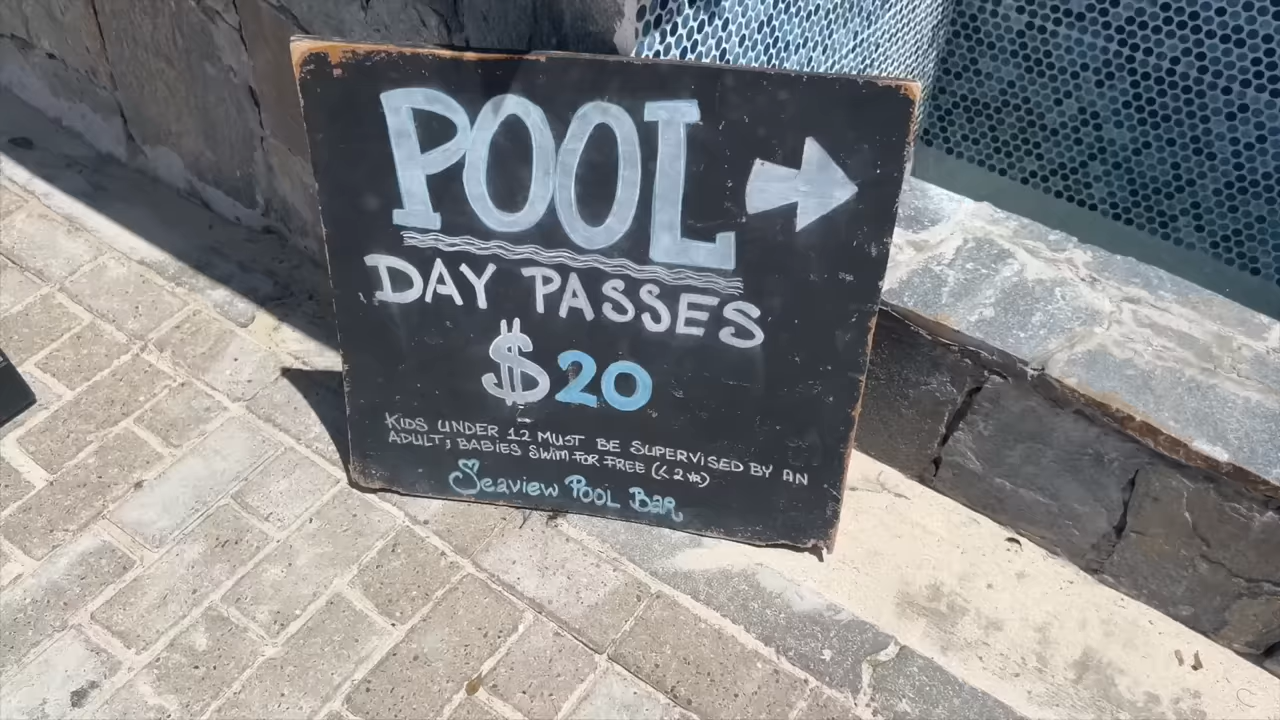 POOL
DAY PASSES
$20
KIDS UNDER 12 MUST BE SUPERVISED BY AN
ADULT; BABIES SWIM FOR FREE (< 2 YR)
Seaview POOL BAR